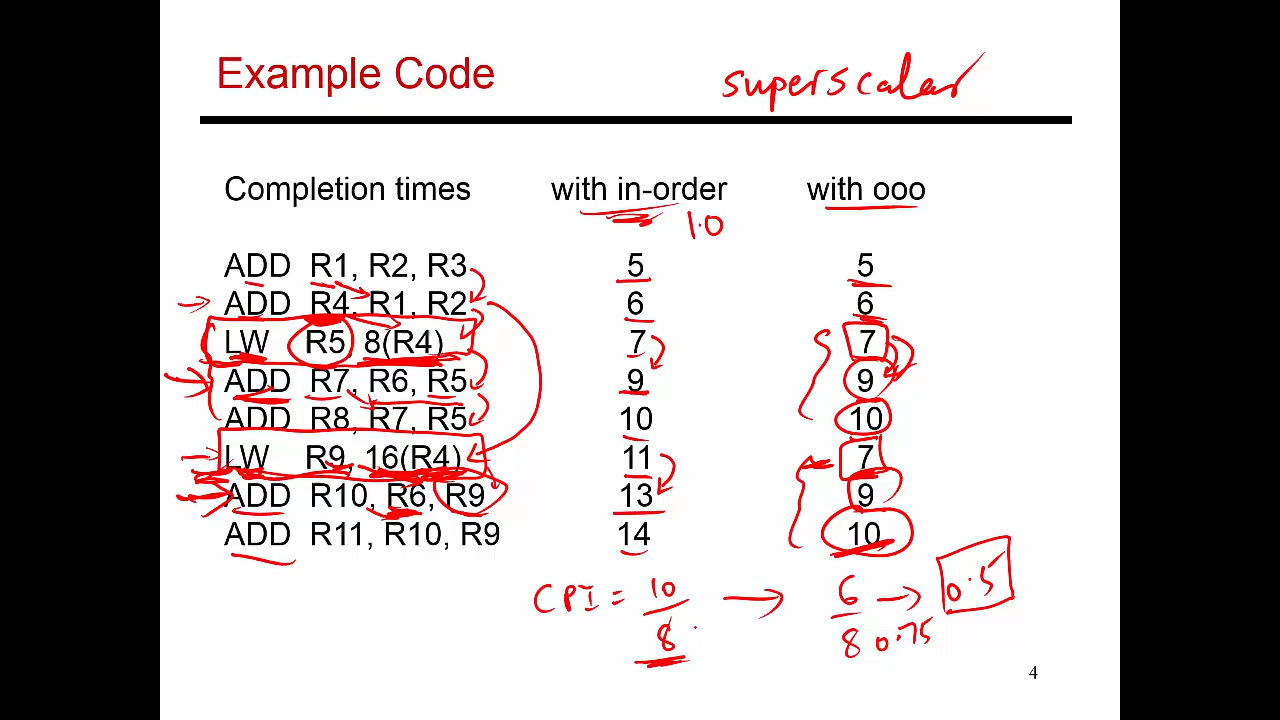 Example Code superscalar
Completion times with in-order with ooo
1.0
ADD R1, R2, R3 5 5
ADD R4, R1, R2 6 6
LW R5 8(R4) 7 7
ADD R7, R6, R5 9 9
ADD R8, R7, R5 10 10
LW R9, 16(R4) 11 7
ADD R10, R6, R9 13 9
ADD R11, R10, R9 14 10
CPI = 10/8 → 6/8 → 0.5
0.75
4